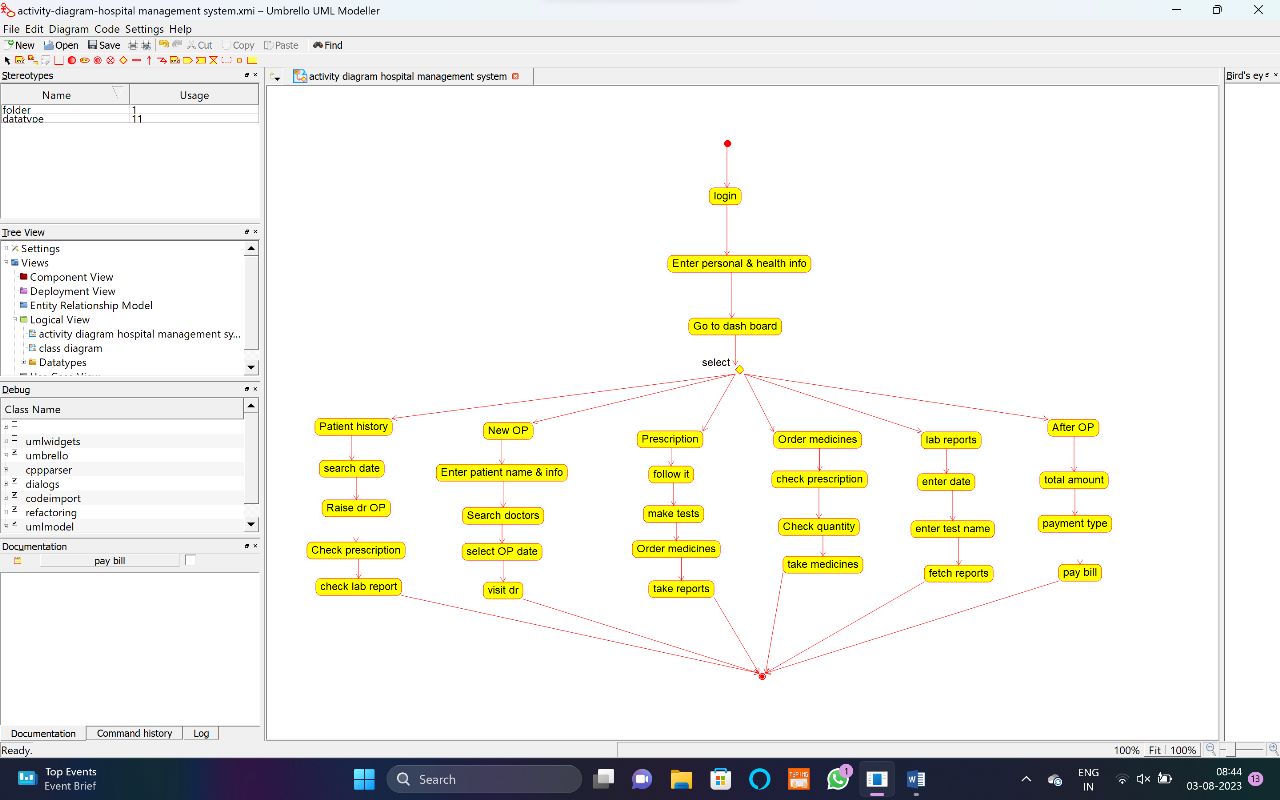 activity-diagram-hospital management system.xmi – Umbrello UML Modeller
File Edit Diagram Code Settings Help
New Open Save Cut Copy Paste Find
Stereotypes
Name Usage
folder 1
datatype 11
Tree View
Settings
Views
Component View
Deployment View
Entity Relationship Model
Logical View
activity diagram hospital management sy...
class diagram
Datatypes
Debug
Class Name
umlwidgets
umbrello
cppparser
dialogs
codeimport
refactoring
umlmodel
Documentation
pay bill
Documentation Command history Log
Ready.
activity diagram hospital management system
Bird's ey
login
Enter personal & health info
Go to dash board
select
Patient history
search date
Raise dr OP
Check prescription
check lab report
New OP
Enter patient name & info
Search doctors
select OP date
visit dr
Prescription
follow it
make tests
Order medicines
take reports
Order medicines
check prescription
Check quantity
take medicines
lab reports
enter date
enter test name
fetch reports
After OP
total amount
payment type
pay bill
100% Fit 100%
Top Events
Event Brief
Search
1
ENG
IN
08:44
03-08-2023
13